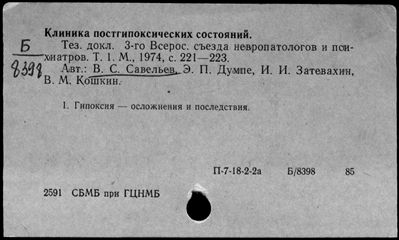 Клиника постгипоксических состояний.
Б
8398
Тез. докл. 3-го Всерос. съезда невропатологов и пси-
хиатров. Т. 1. М., 1974, с. 221—223.
Авт.: В. С. Савельев, Э. П. Думпе, И. И. Затевахин,
В. М. Кошкин.
1. Гипоксия — осложнения и последствия.
П-7-18-2-2а Б/8398 85
2591 СБМБ при ГЦНМБ